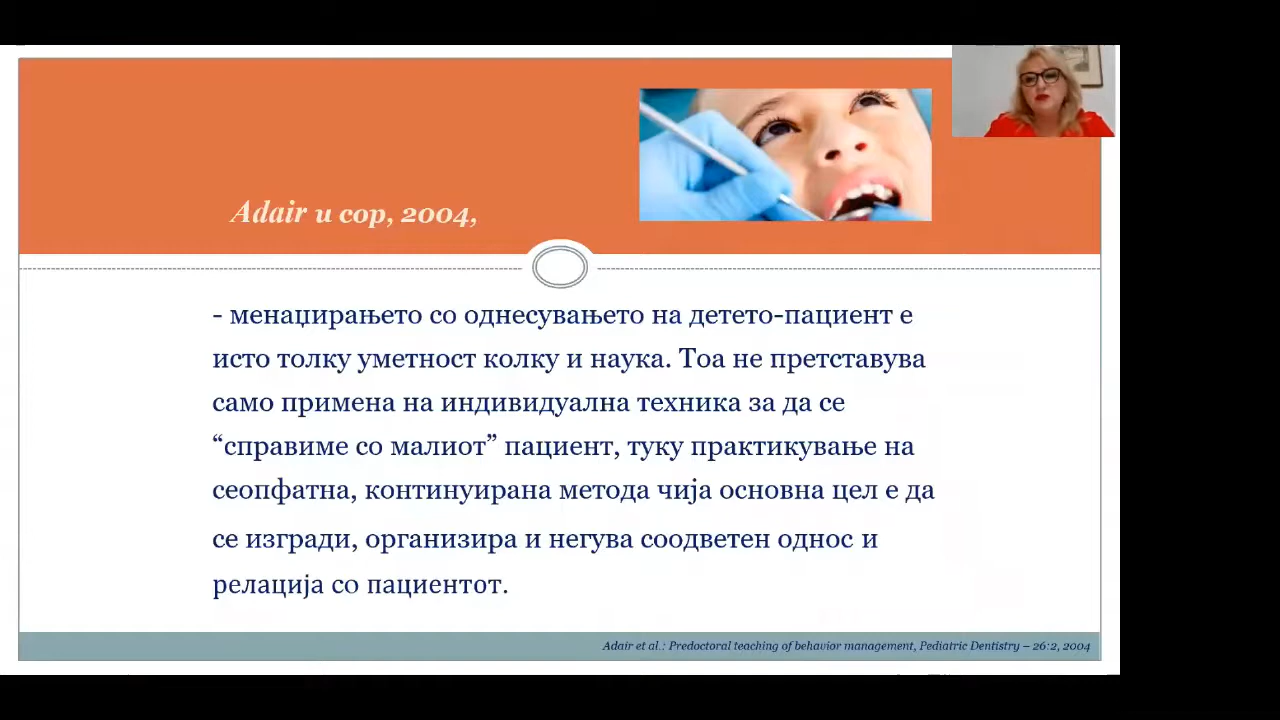 Adair и сор, 2004,
- менаџирањето со однесувањето на детето-пациент е
исто толку уметност колку и наука. Тоа не претставува
само примена на индивидуална техника за да се
“справиме со малиот” пациент, туку практикување на
сеопфатна, континуирана метода чија основна цел е да
се изгради, организира и негува соодветен однос и
релација со пациентот.
Adair et al.: Predoctoral teaching of behavior management, Pediatric Dentistry – 26:2, 2004